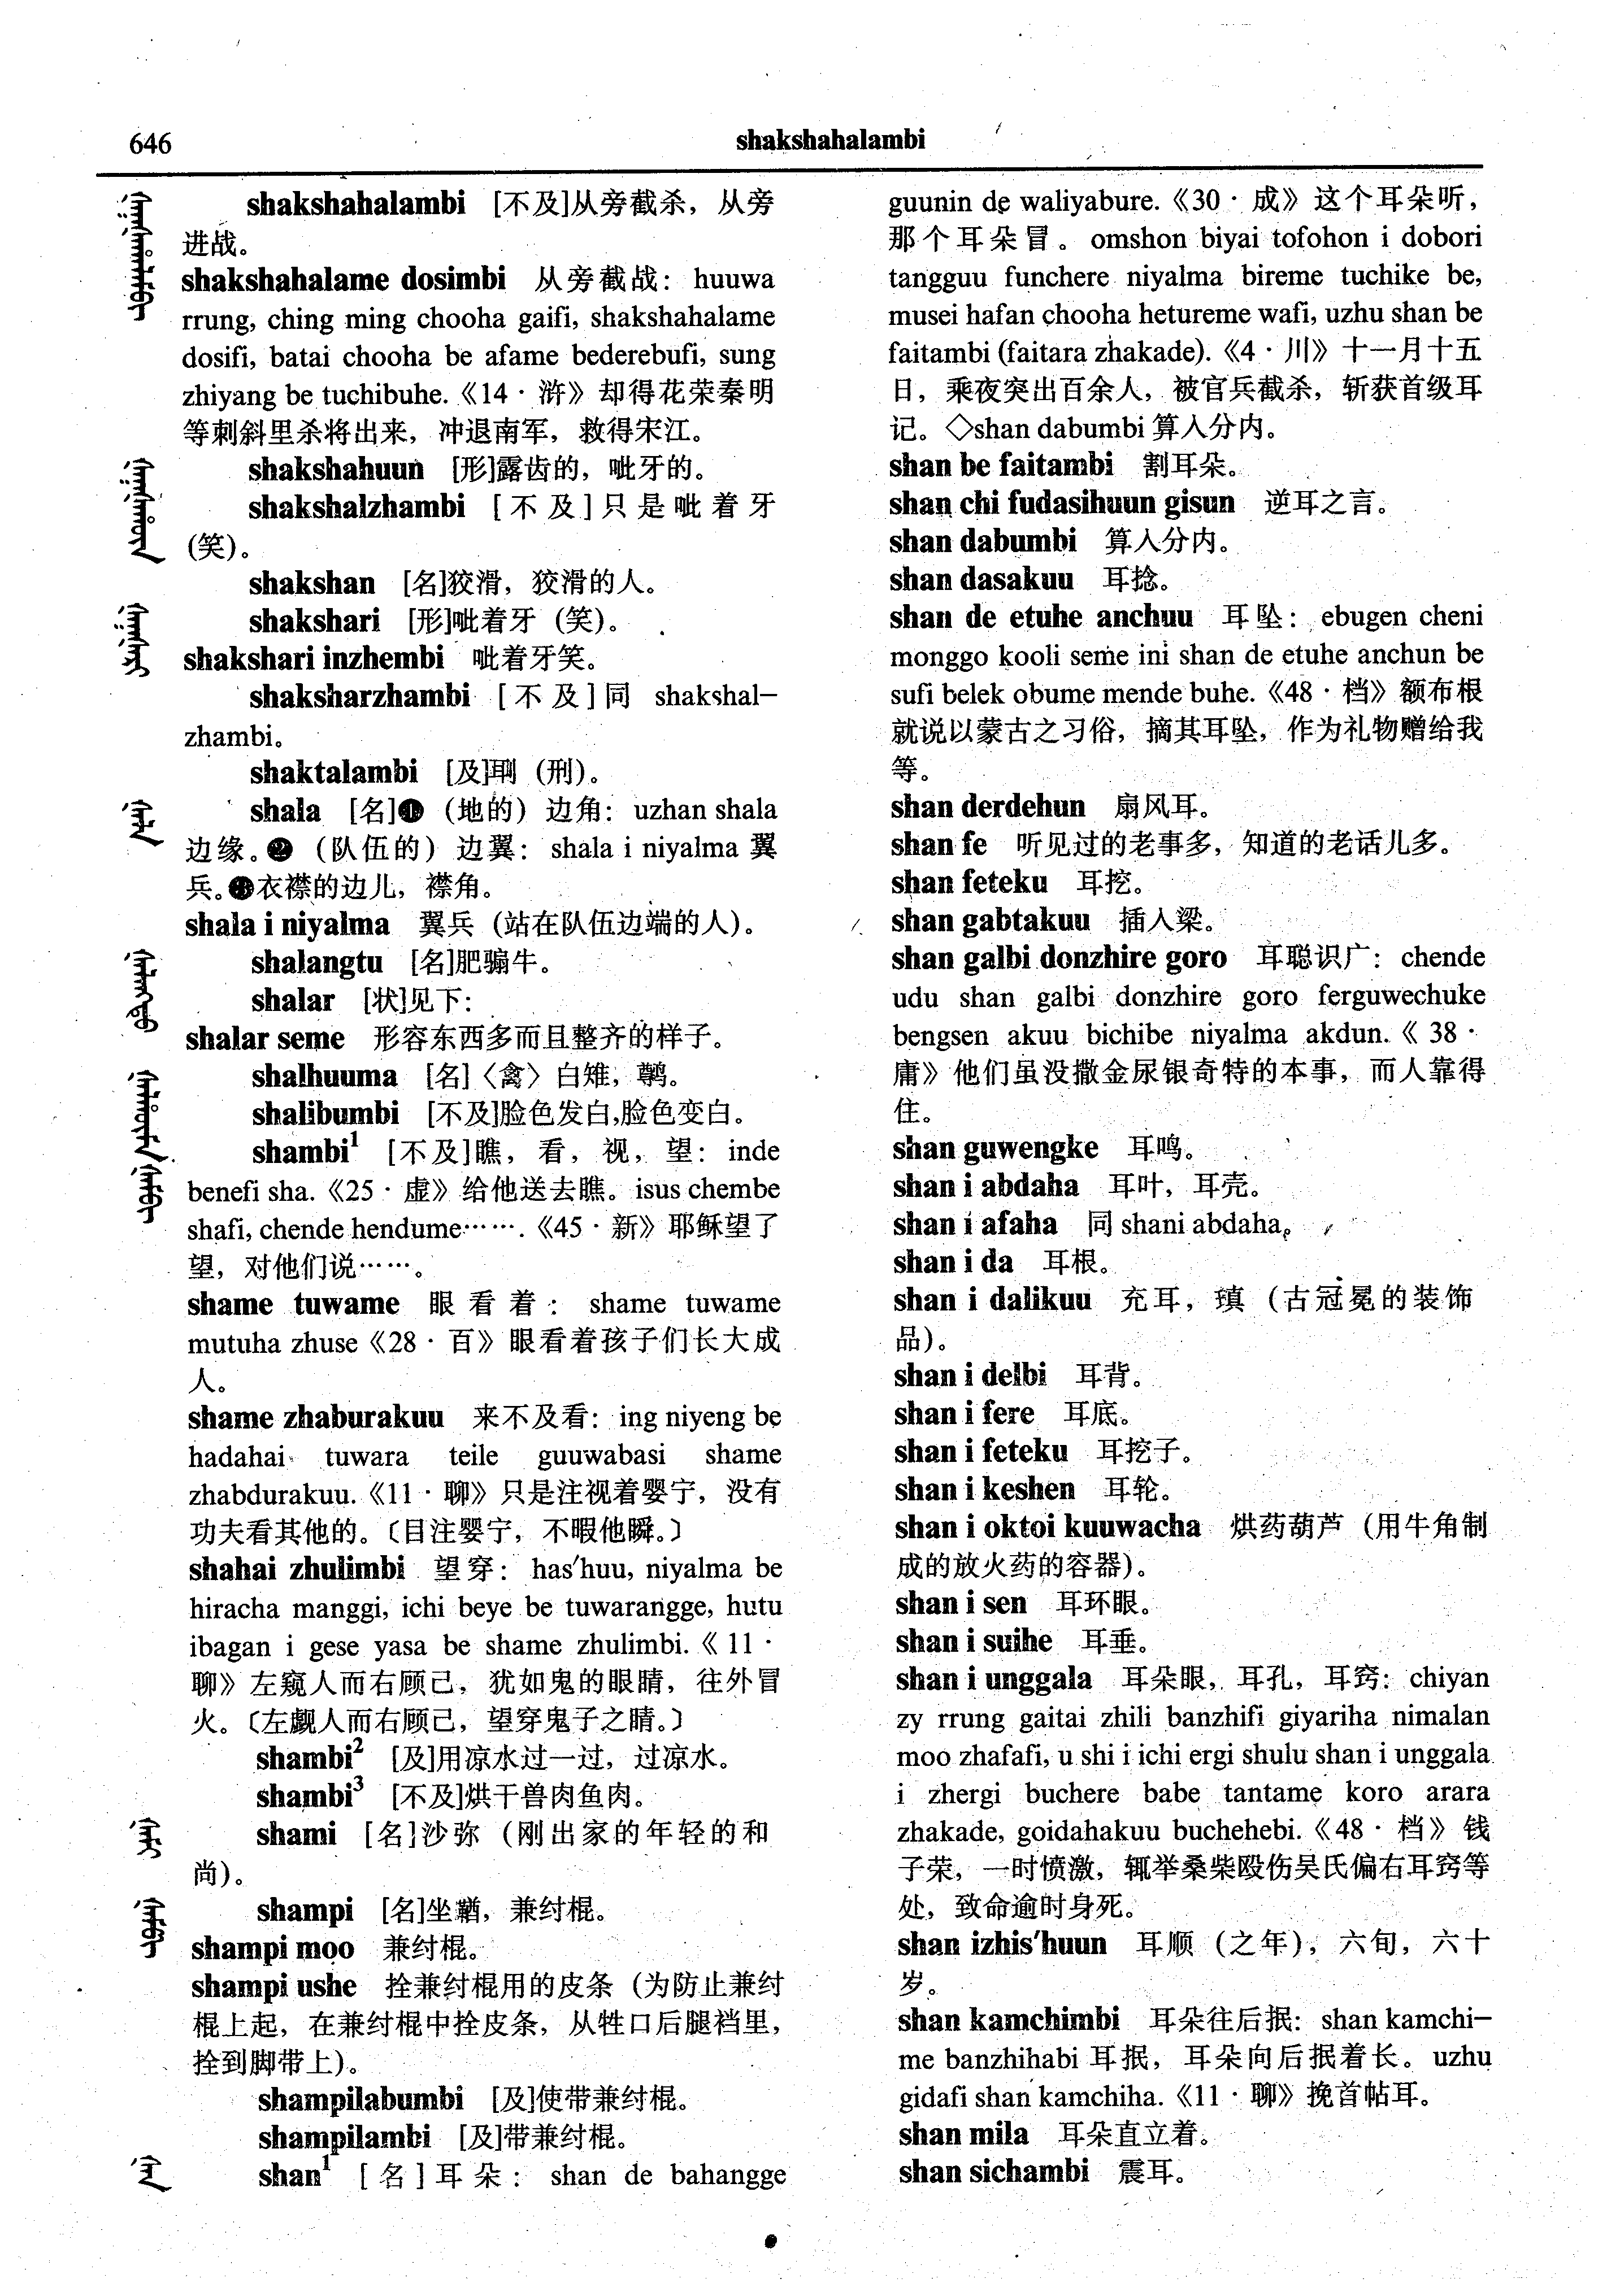 646
shakshahalambi
shakshahalambi [不及]从旁截杀，从旁
进战。
shakshahalame dosimbi 从旁截战：huuwa
rrung, ching ming chooha gaifi, shakshahalame
dosifi, batai chooha be afame bederebufi, sung
zhiyang be tuchibuhe.《14·浒》却得花荣秦明
等刺斜里杀将出来，冲退南军，救得宋江。
shakshahuun [形]露齿的，呲牙的。
shakshalzhambi [不及]只是呲着牙
(笑)。
shakshan [名]狡滑，狡滑的人。
shakshari [形]呲着牙（笑）。
shakshari inzhembi 呲着牙笑。
shaksharzhambi [不及]同 shakshal–
zhambi。
shaktalambi [及]刵（刑）。
shala [名]❶（地的）边角：uzhan shala
边缘。❷（队伍的）边翼：shala i niyalma 翼
兵。❸衣襟的边儿，襟角。
shala i niyalma 翼兵（站在队伍边端的人）。
shalangtu [名]肥骟牛。
shalar [状]见下：
shalar seme 形容东西多而且整齐的样子。
shalhuuma [名]〈禽〉白雉，鷨。
shalibumbi [不及]脸色发白,脸色变白。
shambi¹ [不及]瞧，看，视，望：inde
benefi sha.《25·虚》给他送去瞧。isus chembe
shafi, chende hendume…….《45·新》耶稣望了
望，对他们说……。
shame tuwame 眼看着：shame tuwame
mutuha zhuse《28·百》眼看着孩子们长大成
人。
shame zhaburakuu 来不及看：ing niyeng be
hadahai tuwara teile guuwabasi shame
zhabdurakuu.《11·聊》只是注视着婴宁，没有
功夫看其他的。〔目注婴宁，不暇他瞬。〕
shahai zhulimbi 望穿：has'huu, niyalma be
hiracha manggi, ichi beye be tuwarangge, hutu
ibagan i gese yasa be shame zhulimbi.《11·
聊》左窥人而右顾己，犹如鬼的眼睛，往外冒
火。〔左觑人而右顾己，望穿鬼子之睛。〕
shambi² [及]用凉水过一过，过凉水。
shambi³ [不及]烘干兽肉鱼肉。
shami [名]沙弥（刚出家的年轻的和
尚）。
shampi [名]坐鞧，兼纣棍。
shampi moo 兼纣棍。
shampi ushe 拴兼纣棍用的皮条（为防止兼纣
棍上起，在兼纣棍中拴皮条，从牲口后腿裆里，
拴到脚带上）。
shampilabumbi [及]使带兼纣棍。
shampilambi [及]带兼纣棍。
shan¹ [名]耳朵：shan de bahangge
guunin de waliyabure.《30·成》这个耳朵听，
那个耳朵冒。omshon biyai tofohon i dobori
tangguu funchere niyalma bireme tuchike be,
musei hafan chooha hetureme wafi, uzhu shan be
faitambi (faitara zhakade).《4·川》十一月十五
日，乘夜突出百余人，被官兵截杀，斩获首级耳
记。◇shan dabumbi 算入分内。
shan be faitambi 割耳朵。
shan chi fudasihuun gisun 逆耳之言。
shan dabumbi 算入分内。
shan dasakuu 耳捻。
shan de etuhe anchuu 耳坠：ebugen cheni
monggo kooli seme ini shan de etuhe anchun be
sufi belek obume mende buhe.《48·档》额布根
就说以蒙古之习俗，摘其耳坠，作为礼物赠给我
等。
shan derdehun 扇风耳。
shan fe 听见过的老事多，知道的老话儿多。
shan feteku 耳挖。
shan gabtakuu 插入梁。
shan galbi donzhire goro 耳聪识广：chende
udu shan galbi donzhire goro ferguwechuke
bengsen akuu bichibe niyalma akdun.《38·
庸》他们虽没撒金尿银奇特的本事，而人靠得
住。
shan guwengke 耳鸣。
shan i abdaha 耳叶，耳壳。
shan i afaha 同 shani abdaha。
shan i da 耳根。
shan i dalikuu 充耳，瑱（古冠冕的装饰
品）。
shan i delbi 耳背。
shan i fere 耳底。
shan i feteku 耳挖子。
shan i keshen 耳轮。
shan i oktoi kuuwacha 烘药葫芦（用牛角制
成的放火药的容器）。
shan i sen 耳环眼。
shan i suihe 耳垂。
shan i unggala 耳朵眼，耳孔，耳窍：chiyan
zy rrung gaitai zhili banzhifi giyariha nimalan
moo zhafafi, u shi i ichi ergi shulu shan i unggala
i zhergi buchere babe tantame koro arara
zhakade, goidahakuu buchehebi.《48·档》钱
子荣，一时愤激，辄举桑柴殴伤吴氏偏右耳窍等
处，致命逾时身死。
shan izhis'huun 耳顺（之年），六旬，六十
岁。
shan kamchimbi 耳朵往后抿：shan kamchi–
me banzhihabi 耳抿，耳朵向后抿着长。uzhu
gidafi shan kamchiha.《11·聊》挽首帖耳。
shan mila 耳朵直立着。
shan sichambi 震耳。